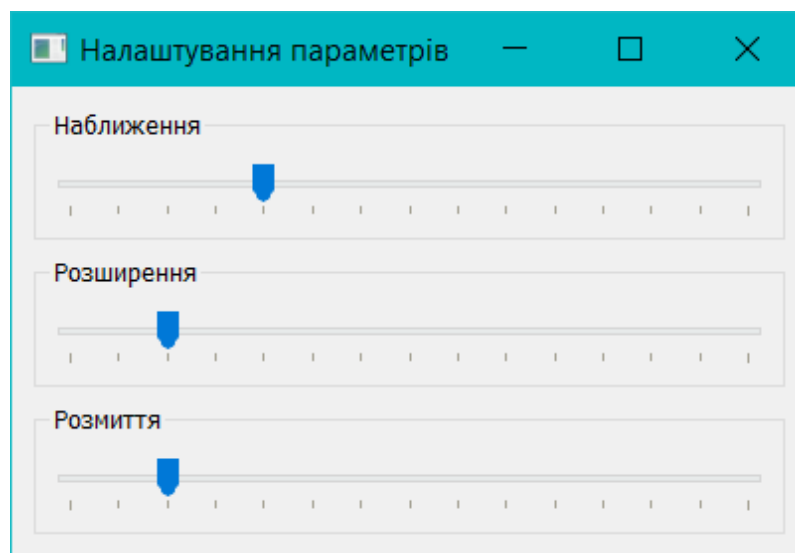 Налаштування параметрів
Наближення
Розширення
Розмиття